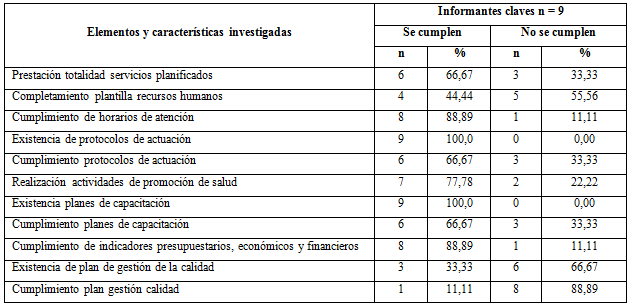 Elementos y características investigadas
Informantes claves n = 9
Se cumplen No se cumplen
n % n %
Prestación totalidad servicios planificados 6 66,67 3 33,33
Completamiento plantilla recursos humanos 4 44,44 5 55,56
Cumplimiento de horarios de atención 8 88,89 1 11,11
Existencia de protocolos de actuación 9 100,0 0 0,00
Cumplimiento protocolos de actuación 6 66,67 3 33,33
Realización actividades de promoción de salud 7 77,78 2 22,22
Existencia planes de capacitación 9 100,0 0 0,00
Cumplimiento planes de capacitación 6 66,67 3 33,33
Cumplimiento de indicadores presupuestarios, económicos y financieros 8 88,89 1 11,11
Existencia de plan de gestión de la calidad 3 33,33 6 66,67
Cumplimiento plan gestión calidad 1 11,11 8 88,89